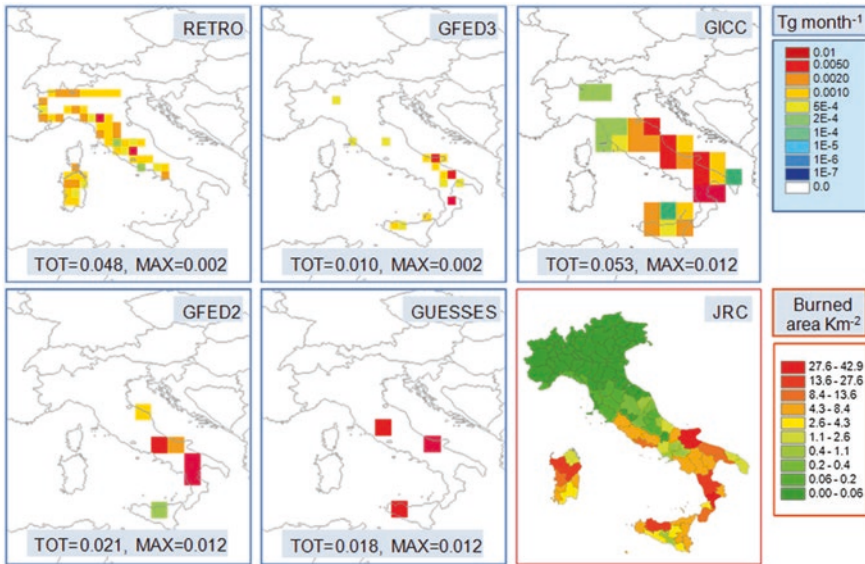 RETRO
TOT=0.048, MAX=0.002
GFED3
TOT=0.010, MAX=0.002
GICC
TOT=0.053, MAX=0.012
Tg month-1
0.01
0.0050
0.0020
0.0010
5E-4
2E-4
1E-4
1E-5
1E-6
1E-7
0.0
GFED2
TOT=0.021, MAX=0.012
GUESSES
TOT=0.018, MAX=0.012
JRC
Burned
area Km-2
27.6 - 42.9
13.6 - 27.6
8.4 - 13.6
4.3 - 8.4
2.6 - 4.3
1.1 - 2.6
0.4 - 1.1
0.2 - 0.4
0.06 - 0.2
0.00 - 0.06